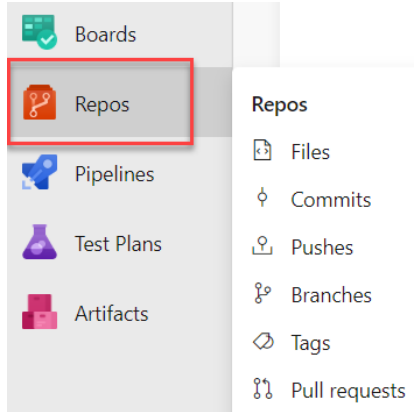 Boards
Repos
Pipelines
Test Plans
Artifacts
Repos
Files
Commits
Pushes
Branches
Tags
Pull requests